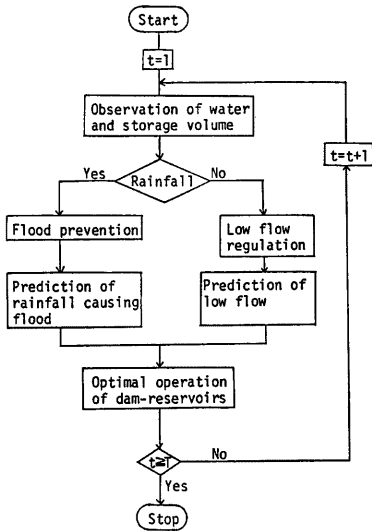 Start
t=1
Observation of water
and storage volume
t=t+1
Yes
Rainfall
No
Flood prevention
Low flow
regulation
Prediction of
rainfall causing
flood
Prediction of
low flow
Optimal operation
of dam-reservoirs
t≧T
No
Yes
Stop